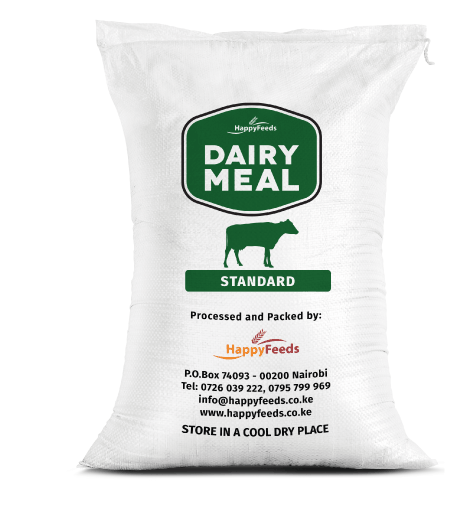 HappyFeeds
DAIRY
MEAL
STANDARD
Processed and Packed by:
HappyFeeds
P.O.Box 74093 - 00200 Nairobi
Tel: 0726 039 222, 0795 799 969
info@happyfeeds.co.ke
www.happyfeeds.co.ke
STORE IN A COOL DRY PLACE